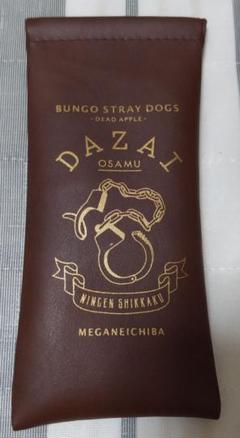 BUNGO STRAY DOGS
- DEAD APPLE -
DAZAI
OSAMU
NINGEN SHIKKAKU
MEGANEICHIBA